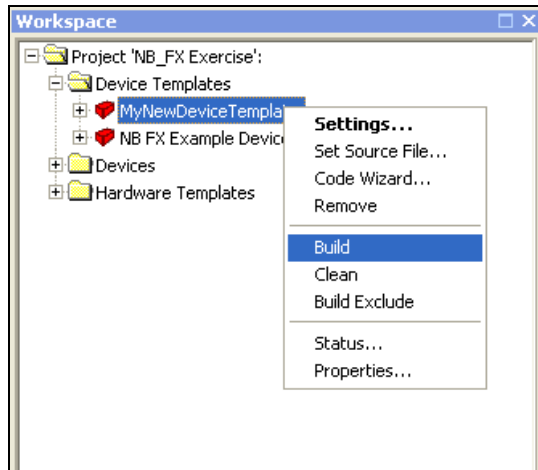 Workspace
Project 'NB_FX Exercise':
Device Templates
MyNewDeviceTempla
NB FX Example Devic
Devices
Hardware Templates
Settings...
Set Source File...
Code Wizard...
Remove
Build
Clean
Build Exclude
Status...
Properties...